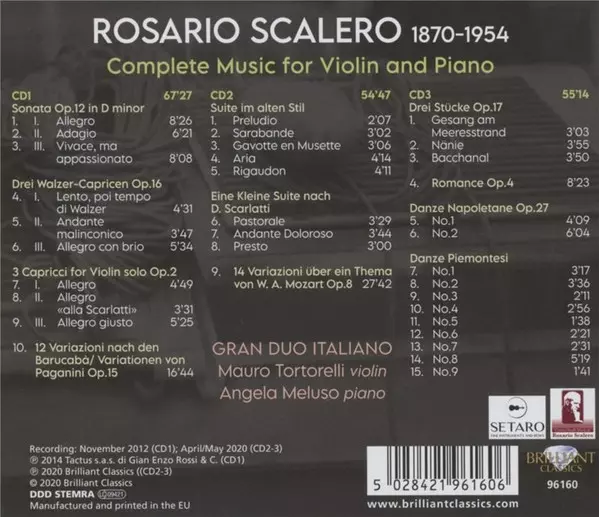 ROSARIO SCALERO 1870-1954
Complete Music for Violin and Piano
CD1 67'27
Sonata Op.12 in D minor
1. I. Allegro 8'26
2. II. Adagio 6'21
3. III. Vivace, ma
appassionato 8'08
Drei Walzer-Capricen Op.16
4. I. Lento, poi tempo
di Walzer 4'31
5. II. Andante
malinconico 3'47
6. III. Allegro con brio 5'34
3 Capricci for Violin solo Op.2
7. I. Allegro 4'49
8. II. Allegro
«alla Scarlatti» 3'31
9. III. Allegro giusto 5'25
10. 12 Variazioni nach den
Barucabà/ Variationen von
Paganini Op.15 16'44
CD2 54'47
Suite im alten Stil
1. Preludio 2'07
2. Sarabande 3'02
3. Gavotte en Musette 3'06
4. Aria 4'14
5. Rigaudon 4'11
Eine Kleine Suite nach
D. Scarlatti
6. Pastorale 3'29
7. Andante Doloroso 3'44
8. Presto 3'00
9. 14 Variazioni über ein Thema
von W. A. Mozart Op.8 27'42
CD3 55'14
Drei Stücke Op.17
1. Gesang am
Meeresstrand 3'03
2. Nänie 3'55
3. Bacchanal 3'50
4. Romance Op.4 8'23
Danze Napoletane Op.27
5. No.1 4'09
6. No.2 6'04
Danze Piemontesi
7. No.1 3'17
8. No.2 3'36
9. No.3 2'11
10. No.4 2'56
11. No.5 1'38
12. No.6 2'21
13. No.7 2'31
14. No.8 5'19
15. No.9 1'41
GRAN DUO ITALIANO
Mauro Tortorelli violin
Angela Meluso piano
SETARO
Rosario Scalero
Recording: November 2012 (CD1); April/May 2020 (CD2-3)
℗ 2014 Tactus s.a.s. di Gian Enzo Rossi & C. (CD1)
℗ 2020 Brilliant Classics ((CD2-3)
© 2020 Brilliant Classics
DDD STEMRA LC09421
Manufactured and printed in the EU
5 028421 961606
www.brilliantclassics.com
BRILLIANT
CLASSICS
96160